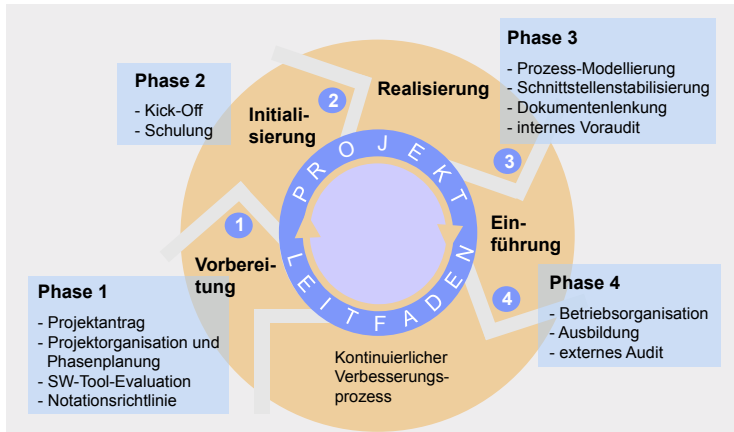 Phase 1
- Projektantrag
- Projektorganisation und
Phasenplanung
- SW-Tool-Evaluation
- Notationsrichtlinie
1
Vorberei-
tung
Phase 2
- Kick-Off
- Schulung
2
Initiali-
sierung
Phase 3
- Prozess-Modellierung
- Schnittstellenstabilisierung
- Dokumentenlenkung
- internes Voraudit
Realisierung
3
Phase 4
- Betriebsorganisation
- Ausbildung
- externes Audit
Ein-
führung
4
PROJEKT
LEITFADEN
Kontinuierlicher
Verbesserungs-
prozess